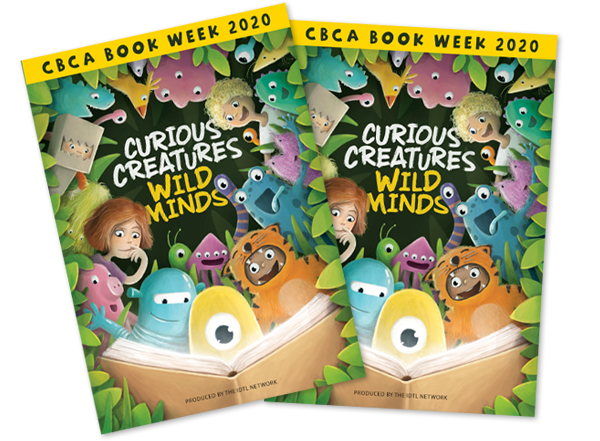 CBCA BOOK WEEK 2020
CURIOUS
CREATURES
WILD
MINDS
PRODUCED BY THE IDTL NETWORK
CBCA BOOK WEEK 2020
CURIOUS
CREATURES
WILD
MINDS
PRODUCED BY THE IDTL NETWORK